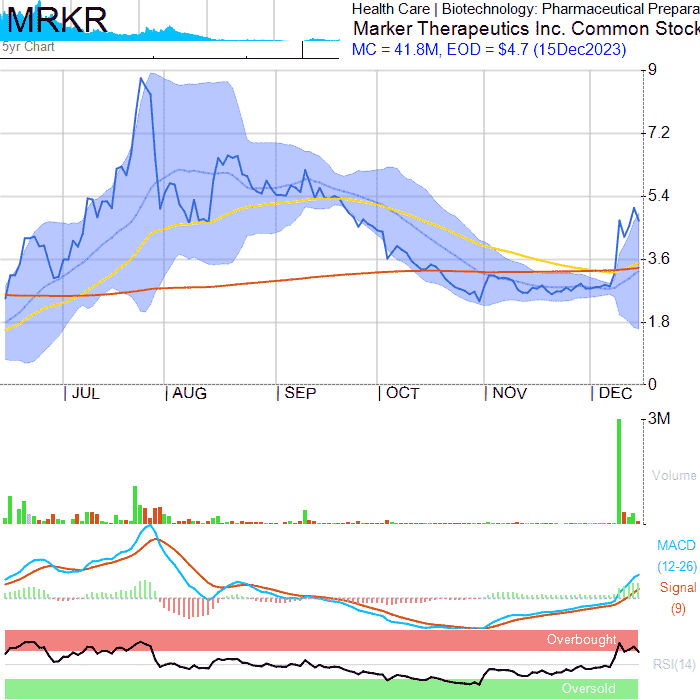 MRKR
5yr Chart
Health Care | Biotechnology: Pharmaceutical Prepara
Marker Therapeutics Inc. Common Stock
MC = 41.8M, EOD = $4.7 (15Dec2023)
9
7.2
5.4
3.6
1.8
0
JUL
AUG
SEP
OCT
NOV
DEC
3M
Volume
MACD
(12-26)
Signal
(9)
Overbought
RSI(14)
Oversold